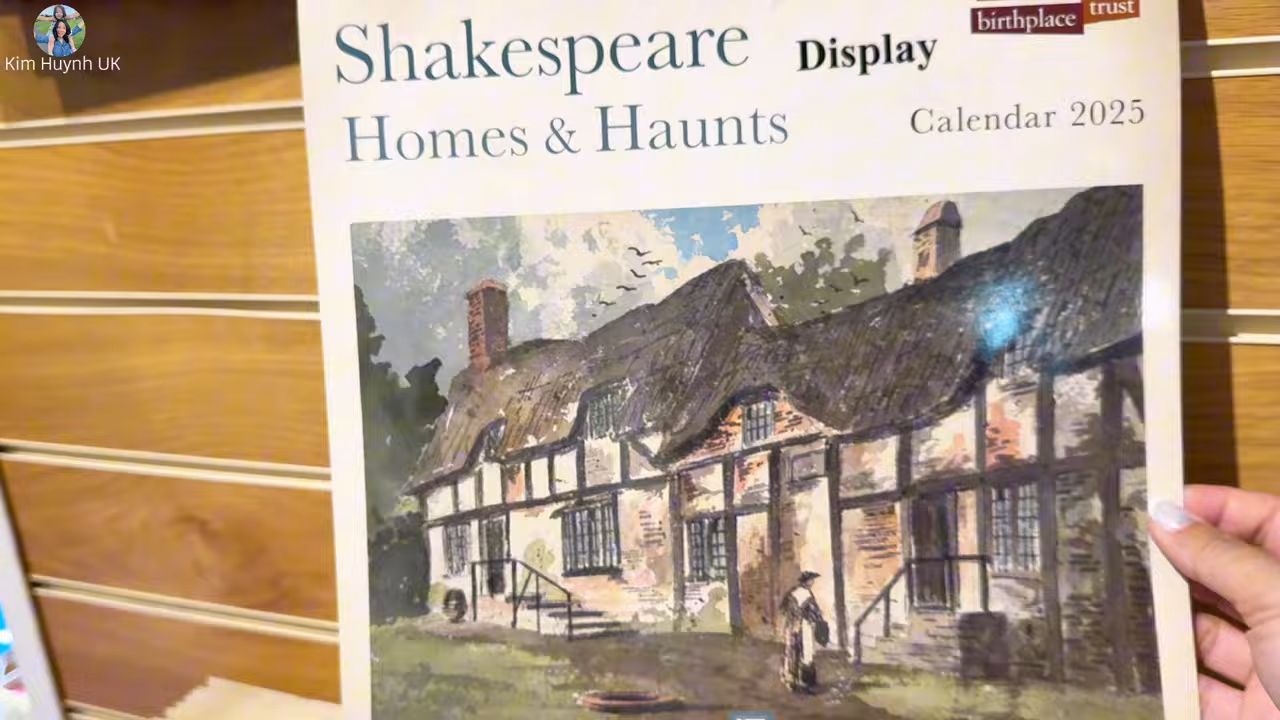 Kim Huynh UK
birthplace trust
Shakespeare Display
Homes & Haunts
Calendar 2025